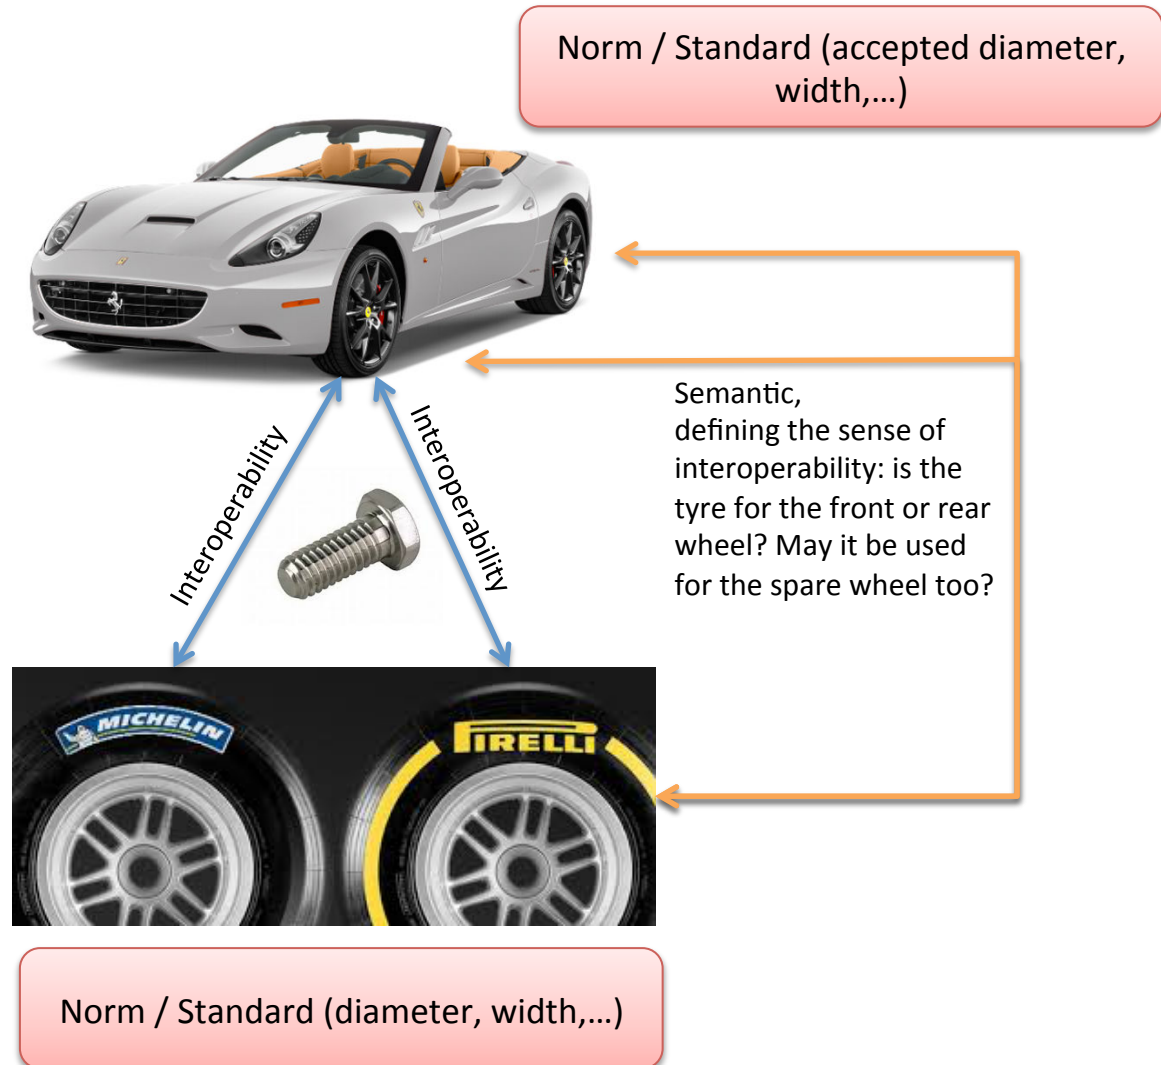 Norm / Standard (accepted diameter,
width,…)
Interoperability
Interoperability
Semantic,
defining the sense of
interoperability: is the
tyre for the front or rear
wheel? May it be used
for the spare wheel too?
MICHELIN
PIRELLI
Norm / Standard (diameter, width,…)